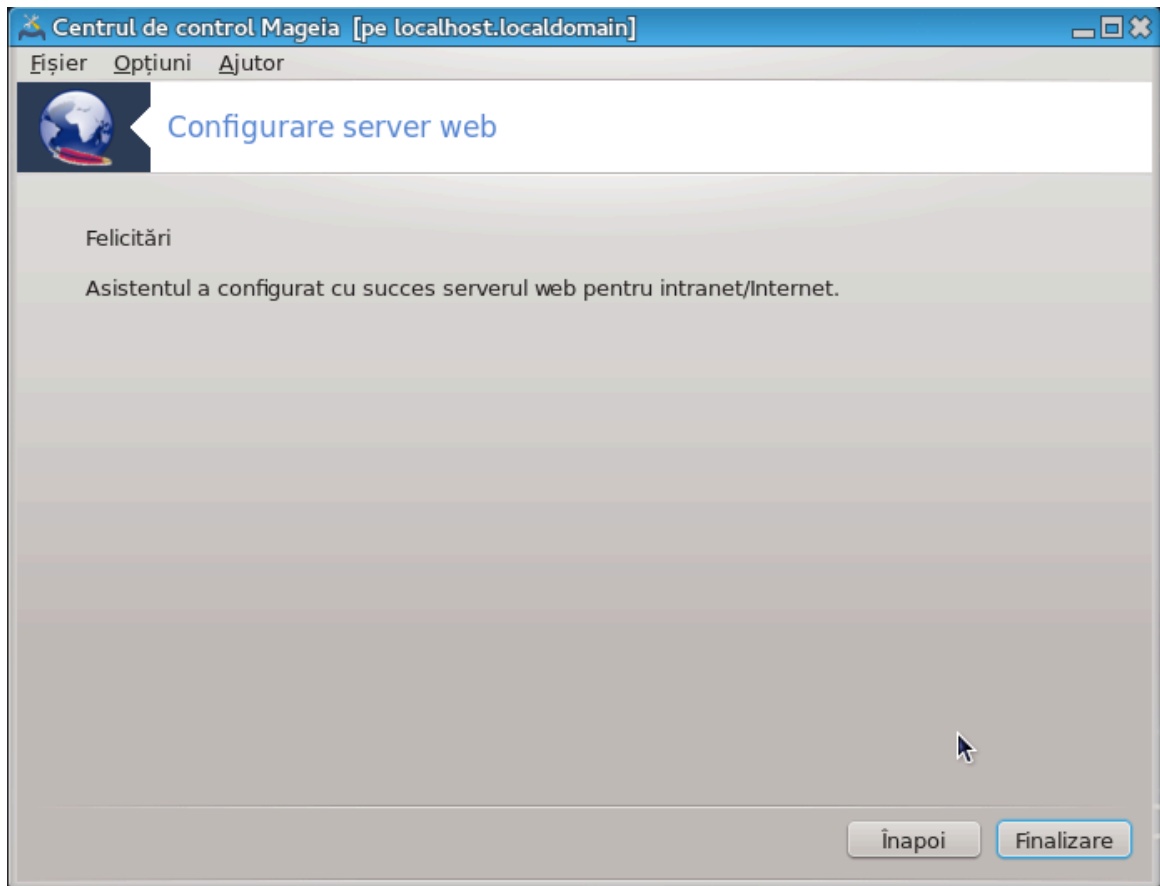 Centrul de control Mageia [pe localhost.localdomain]
Fișier Opțiuni Ajutor
Configurare server web
Felicitări
Asistentul a configurat cu succes serverul web pentru intranet/Internet.
Înapoi Finalizare